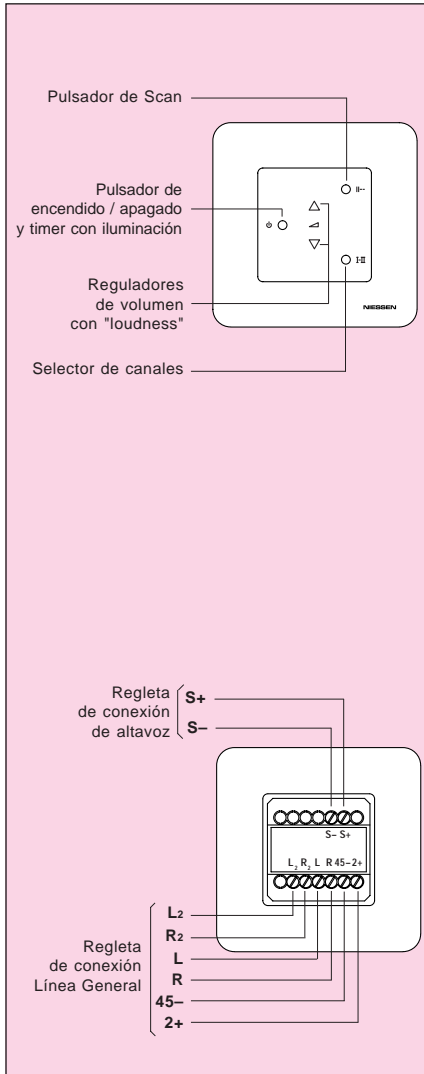 Pulsador de Scan
Pulsador de
encendido / apagado
y timer con iluminación
Reguladores
de volumen
con "loudness"
Selector de canales
I-II
NIESSEN
Regleta
de conexión
de altavoz
S+
S–
S– S+
L2 R2 L R 45– 2+
Regleta
de conexión
Línea General
L2
R2
L
R
45–
2+